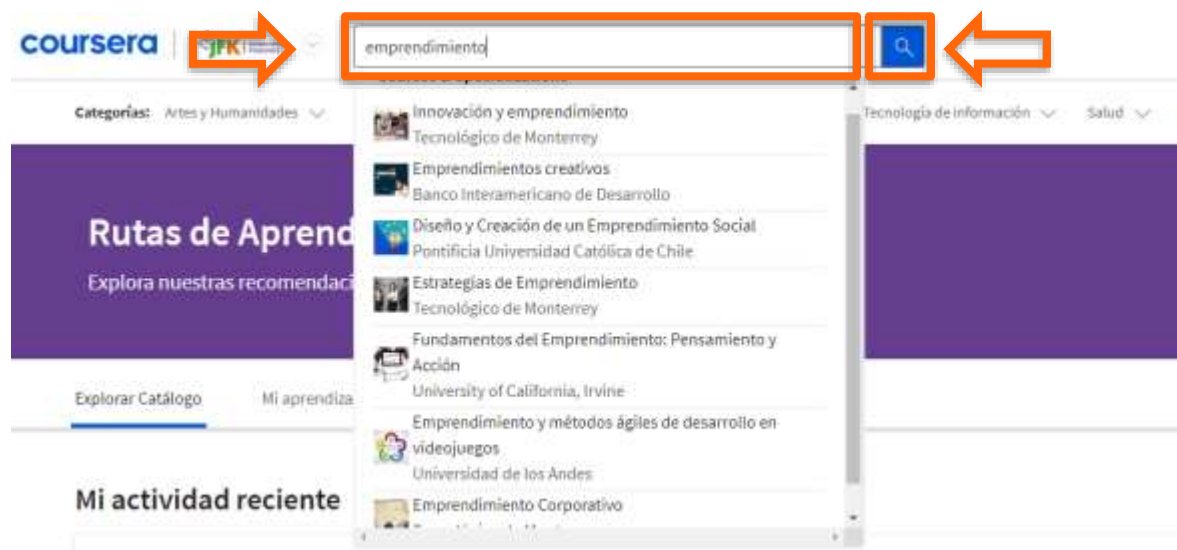 coursera
JFK
emprendimiento
Categorías: Artes y Humanidades
Tecnología de información
Salud
Innovación y emprendimiento
Tecnológico de Monterrey
Emprendimientos creativos
Banco Interamericano de Desarrollo
Diseño y Creación de un Emprendimiento Social
Pontificia Universidad Católica de Chile
Estrategias de Emprendimiento
Tecnológico de Monterrey
Fundamentos del Emprendimiento: Pensamiento y
Acción
University of California, Irvine
Emprendimiento y métodos ágiles de desarrollo en
videojuegos
Universidad de los Andes
Emprendimiento Corporativo
Rutas de Aprend
Explora nuestras recomendaci
Explorar Catálogo
Mi aprendiza
Mi actividad reciente